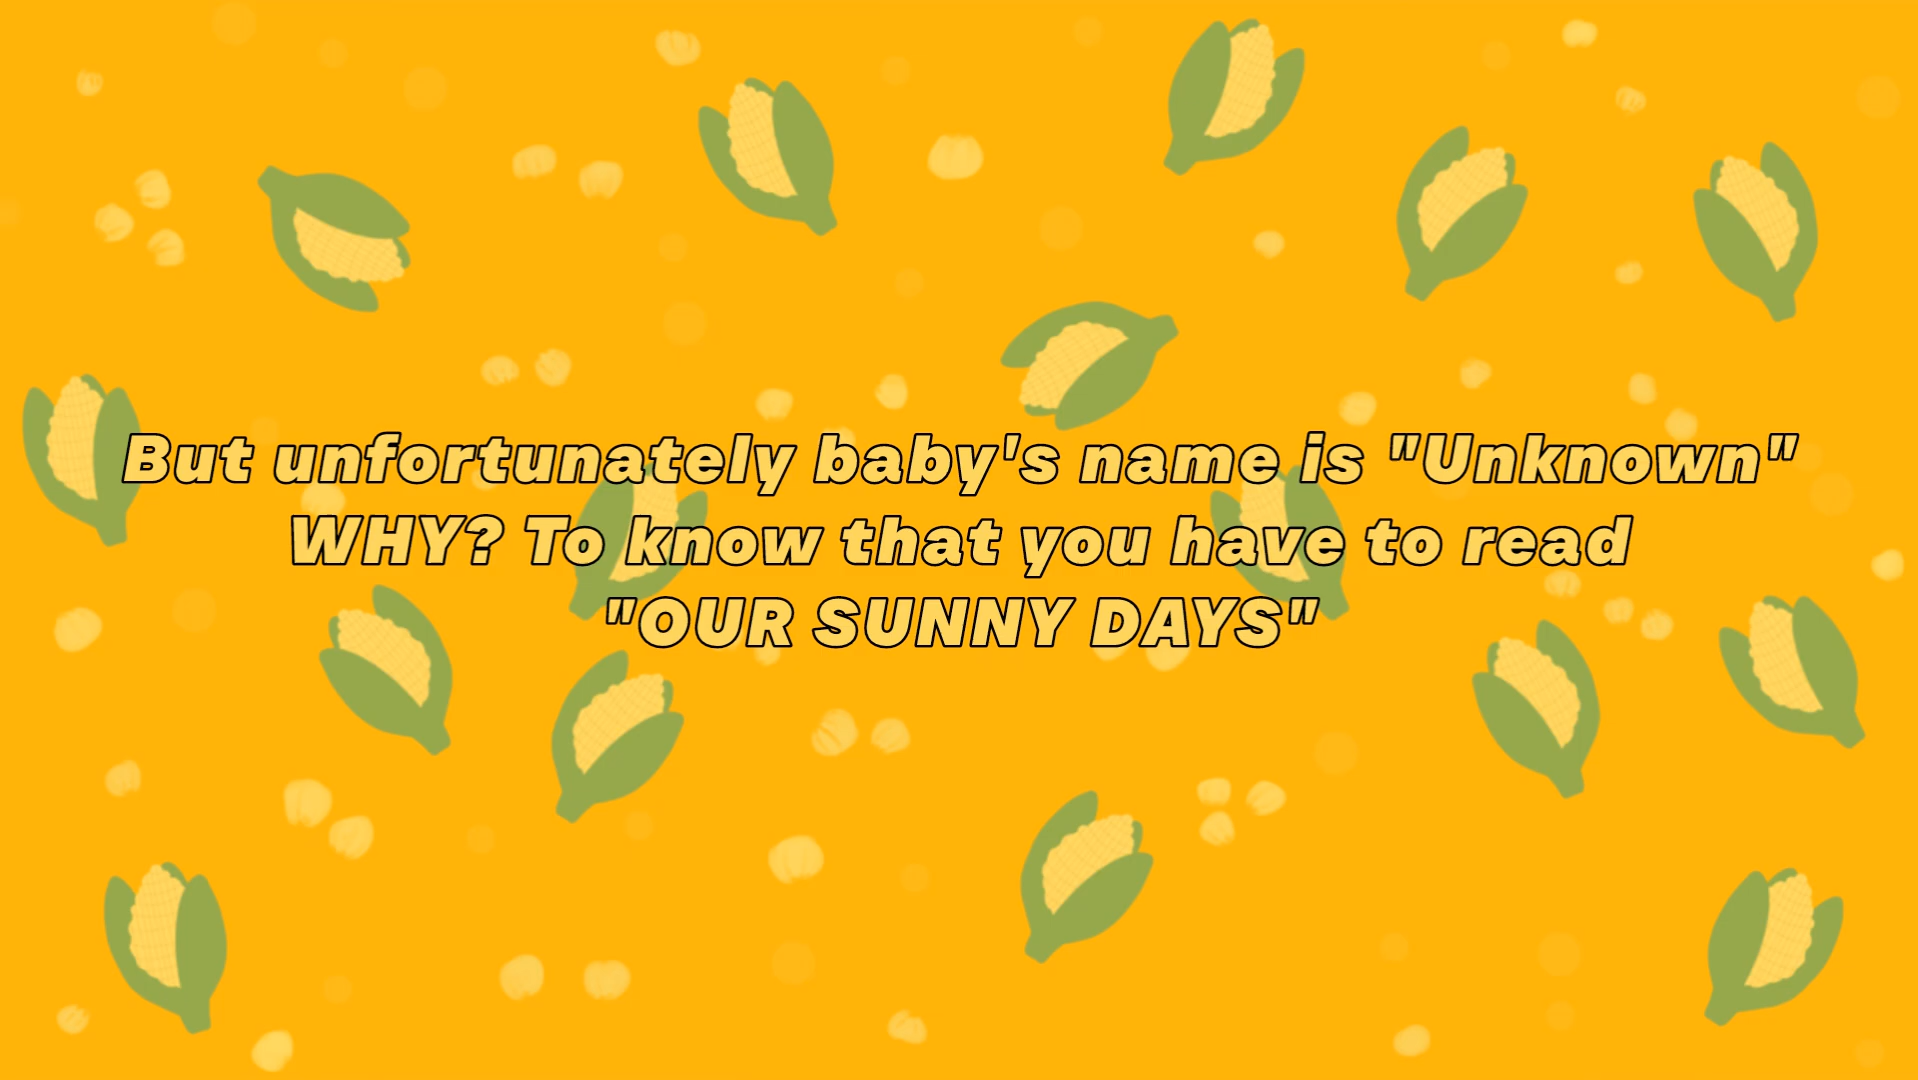 But unfortunately baby's name is "Unknown"
WHY? To know that you have to read
"OUR SUNNY DAYS"